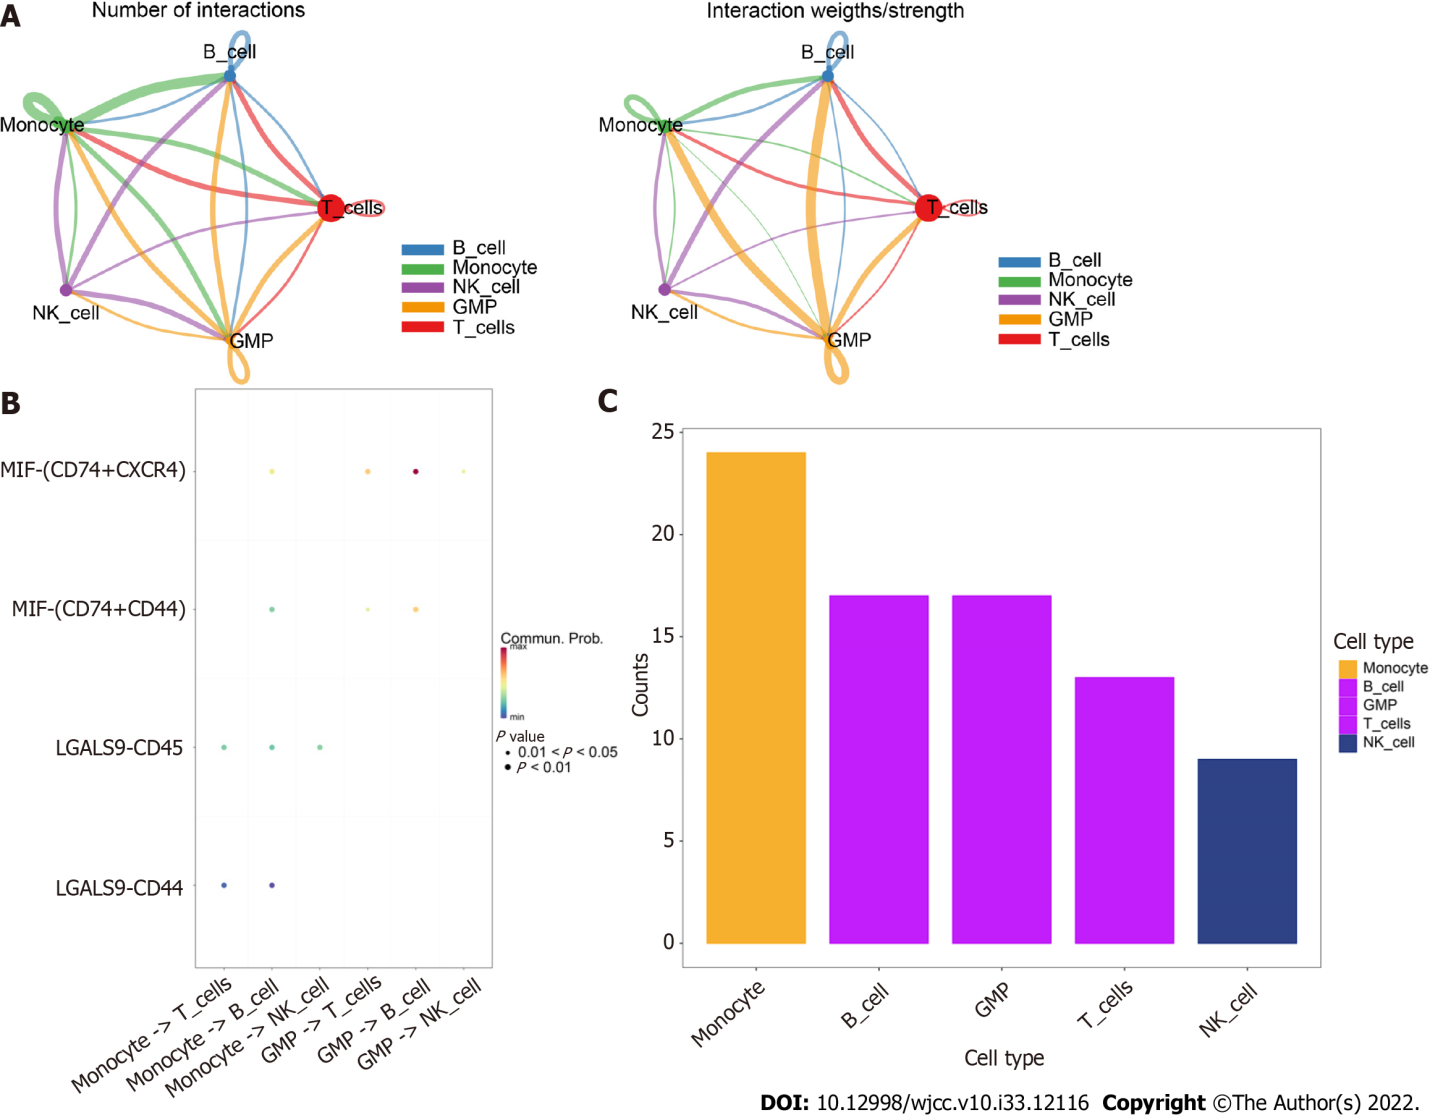 A
Number of interactions
B_cell
Monocyte
T_cells
NK_cell
GMP
B_cell
Monocyte
NK_cell
GMP
T_cells
Interaction weigths/strength
B_cell
Monocyte
T_cells
NK_cell
GMP
B_cell
Monocyte
NK_cell
GMP
T_cells
B
MIF-(CD74+CXCR4)
MIF-(CD74+CD44)
LGALS9-CD45
LGALS9-CD44
Monocyte -> T_cells
Monocyte -> B_cell
Monocyte -> NK_cell
GMP -> T_cells
GMP -> B_cell
GMP -> NK_cell
Commun. Prob.
max
min
P value
0.01 < P < 0.05
P < 0.01
C
Counts
25
20
15
10
5
0
Monocyte
B_cell
GMP
T_cells
NK_cell
Cell type
Cell type
Monocyte
B_cell
GMP
T_cells
NK_cell
DOI: 10.12998/wjcc.v10.i33.12116 Copyright ©The Author(s) 2022.